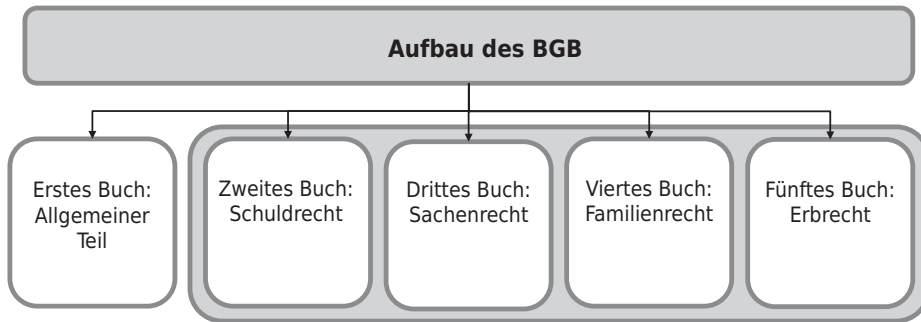 Aufbau des BGB
Erstes Buch:
Allgemeiner
Teil
Zweites Buch:
Schuldrecht
Drittes Buch:
Sachenrecht
Viertes Buch:
Familienrecht
Fünftes Buch:
Erbrecht